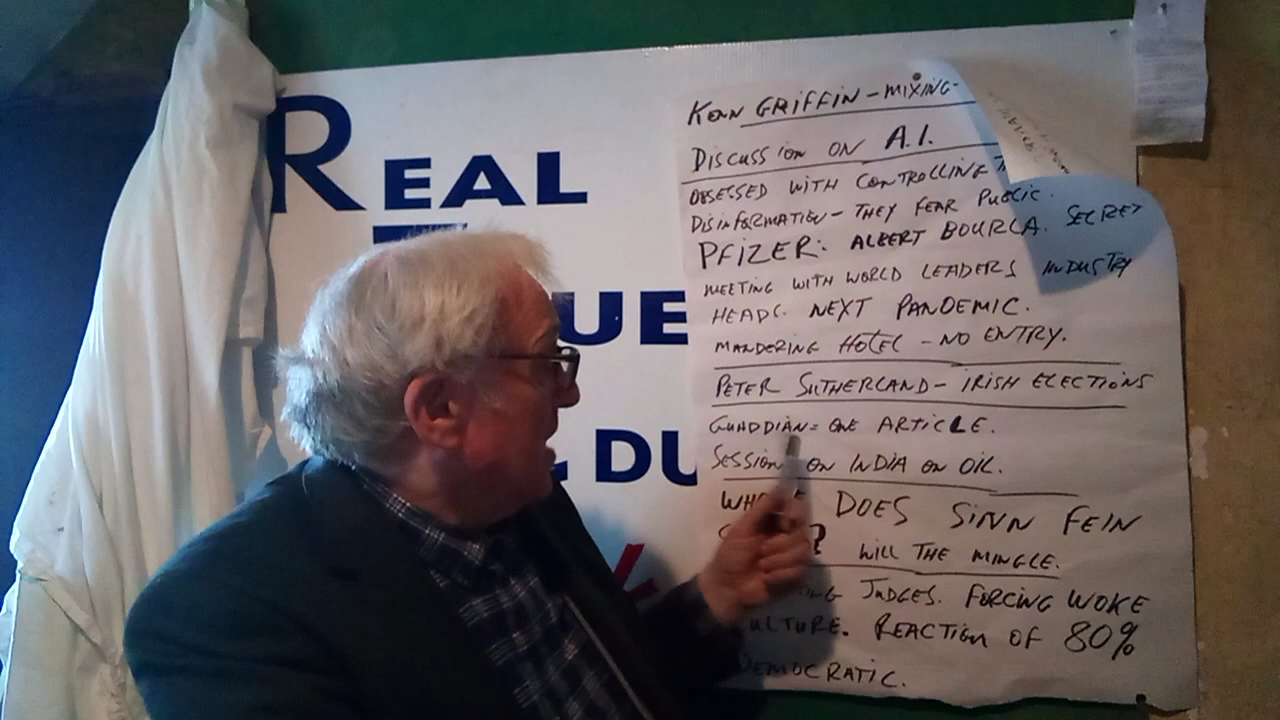 REAL
UE
DU
KEN GRIFFIN - MIXING-
DISCUSSION ON A.I.
OBSESSED WITH CONTROLLING
DISINFORMATION - THEY FEAR PUBLIC.
PFIZER: ALBERT BOURLA. SECRET
MEETING WITH WORLD LEADERS INDUSTRY
HEADS. NEXT PANDEMIC.
MANDERING HOTEL - NO ENTRY.
PETER SUTHERLAND - IRISH ELECTIONS
GUARDIAN = ONE ARTICLE.
SESSION ON INDIA ON OIL.
DOES SINN FEIN
? WILL THE MINGLE.
JUDGES. FORCING WOKE
CULTURE. REACTION OF 80%
DEMOCRATIC.